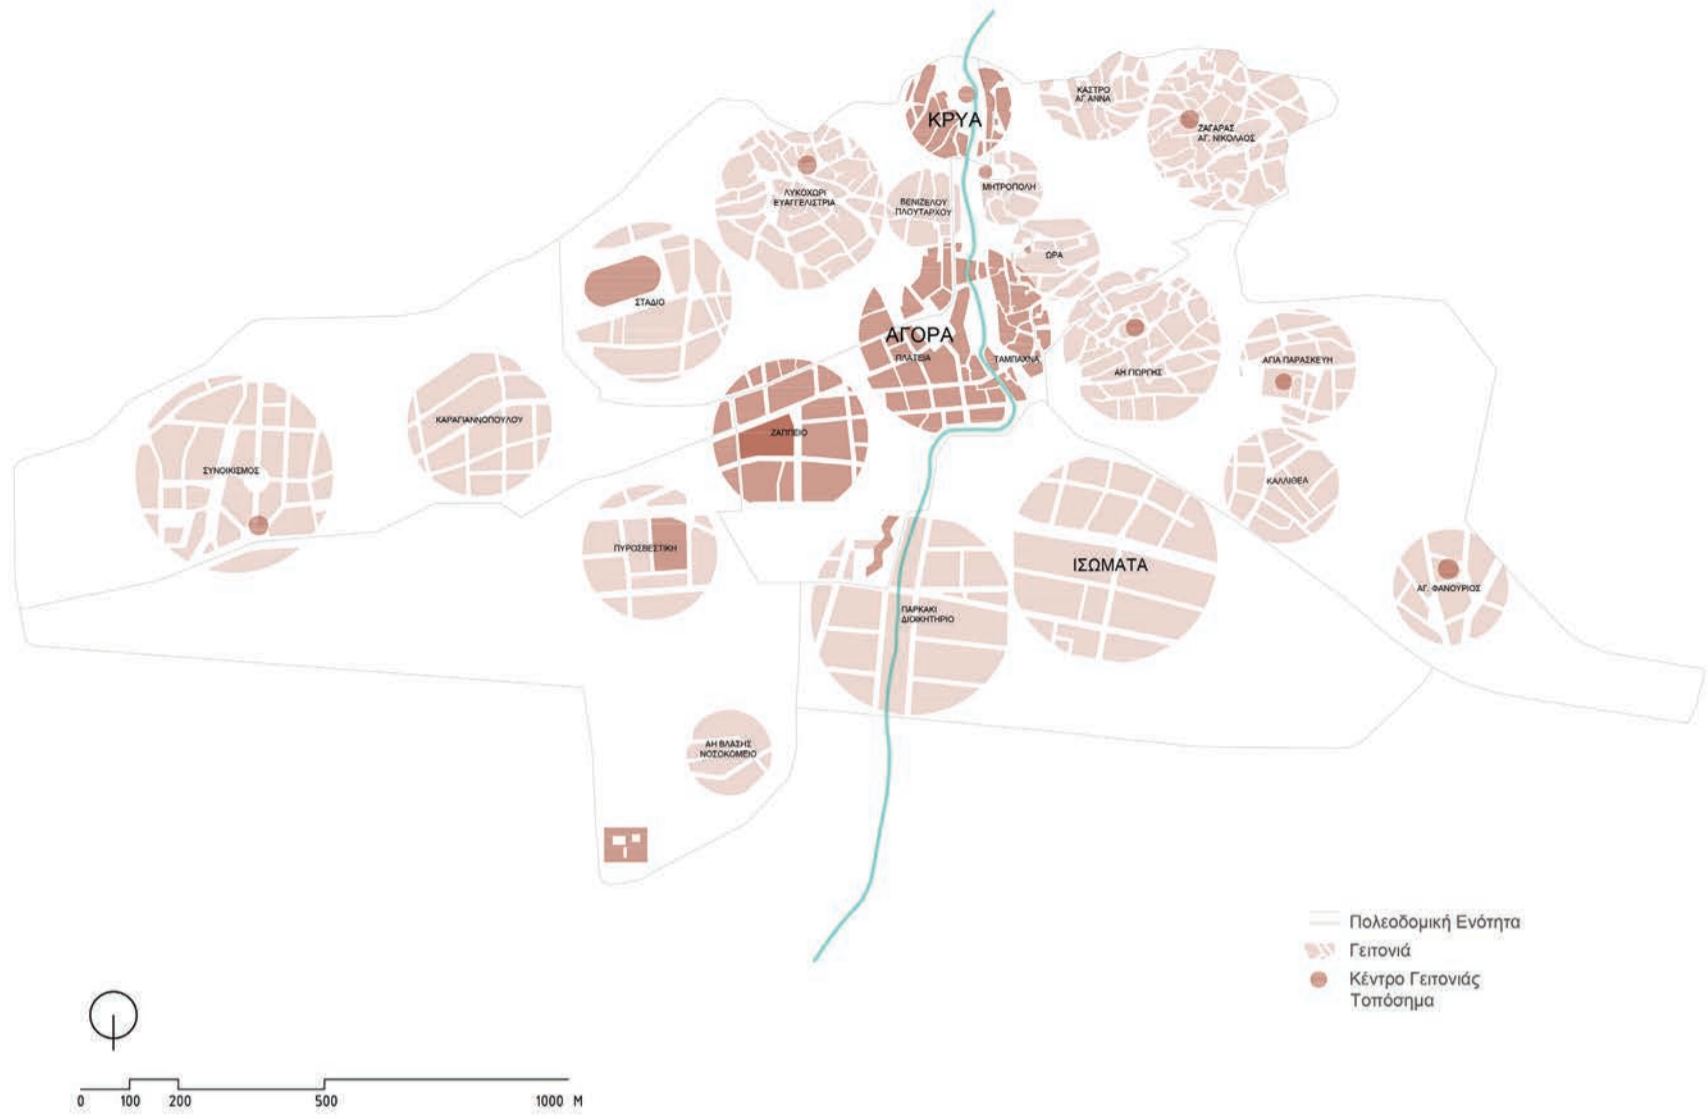 ΚΡΥΑ
ΚΑΣΤΡΟ
ΑΓ. ΑΝΝΑ
ΖΑΓΑΡΑΣ
ΑΓ. ΝΙΚΟΛΑΟΣ
ΛΥΚΟΧΩΡΙ
ΕΥΑΓΓΕΛΙΣΤΡΙΑ
ΒΕΝΙΖΕΛΟΥ
ΠΛΟΥΤΑΡΧΟΥ
ΜΗΤΡΟΠΟΛΗ
ΩΡΑ
ΣΤΑΔΙΟ
ΑΓΟΡΑ
ΠΛΑΤΕΙΑ
ΤΑΜΠΑΧΝΑ
ΑΗ ΓΙΩΡΓΗΣ
ΑΓΙΑ ΠΑΡΑΣΚΕΥΗ
ΚΑΡΑΓΙΑΝΝΟΠΟΥΛΟΥ
ΖΑΠΠΕΙΟ
ΣΥΝΟΙΚΙΣΜΟΣ
ΚΑΛΛΙΘΕΑ
ΠΥΡΟΣΒΕΣΤΙΚΗ
ΙΣΩΜΑΤΑ
ΑΓ. ΦΑΝΟΥΡΙΟΣ
ΠΑΡΚΑΚΙ
ΔΙΟΙΚΗΤΗΡΙΟ
ΑΗ ΒΛΑΣΗΣ
ΝΟΣΟΚΟΜΕΙΟ
Πολεοδομική Ενότητα
Γειτονιά
Κέντρο Γειτονιάς
Τοπόσημα
0 100 200 500 1000 M